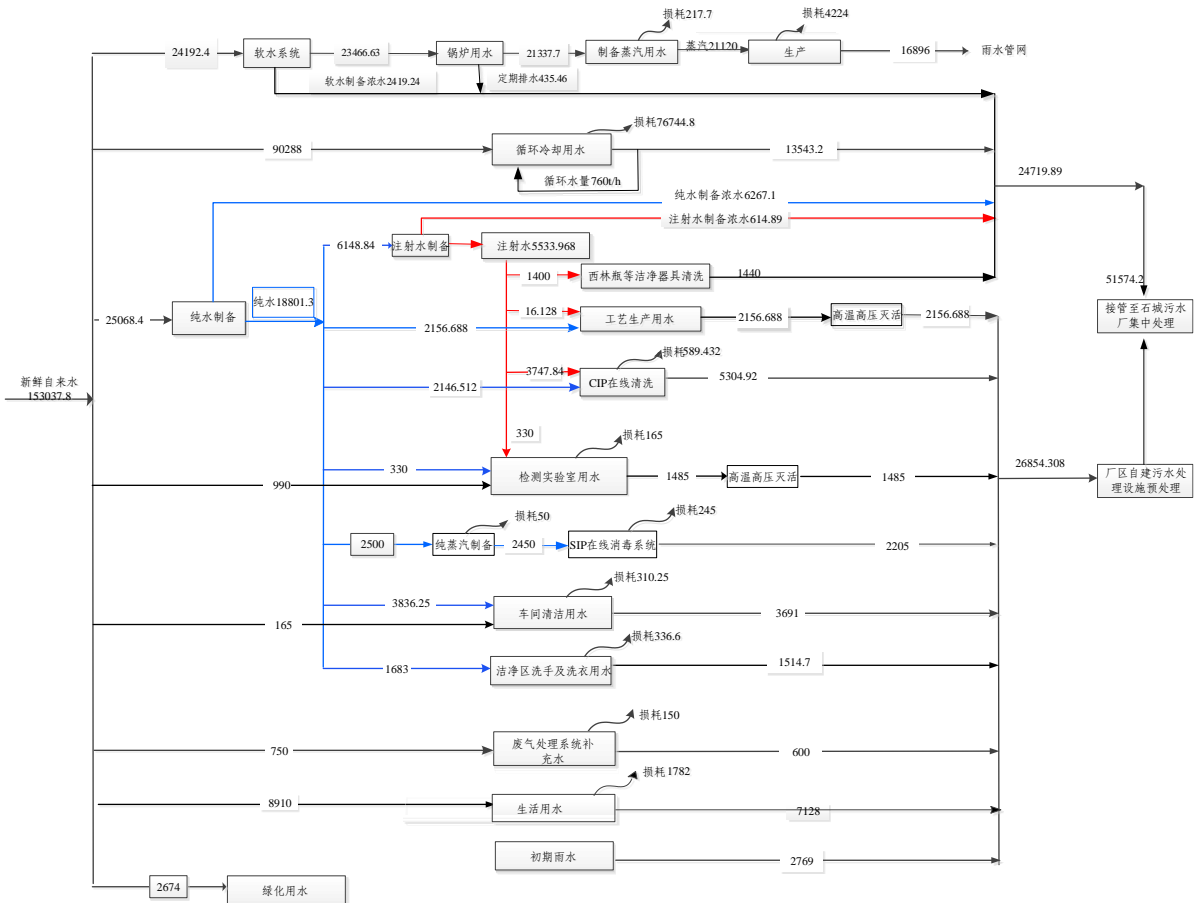 损耗217.7
损耗4224
24192.4
软水系统
23466.63
锅炉用水
21337.7
制备蒸汽用水
蒸汽21120
生产
16896
雨水管网
软水制备浓水2419.24
定期排水435.46
损耗76744.8
90288
循环冷却用水
13543.2
循环水量760t/h
24719.89
纯水制备浓水6267.1
注射水制备浓水614.89
6148.84
注射水制备
注射水5533.968
1400
西林瓶等洁净器具清洗
1440
51574.2
纯水18801.3
25068.4
纯水制备
16.128
2156.688
工艺生产用水
2156.688
高温高压灭活
2156.688
接管至石城污水
厂集中处理
损耗589.432
3747.84
2146.512
CIP在线清洗
5304.92
新鲜自来水
153037.8
330
损耗165
330
990
检测实验室用水
1485
高温高压灭活
1485
26854.308
厂区自建污水处
理设施预处理
损耗50
损耗245
2500
纯蒸汽制备
2450
SIP在线消毒系统
2205
损耗310.25
3836.25
165
车间清洁用水
3691
损耗336.6
1683
洁净区洗手及洗衣用水
1514.7
损耗150
750
废气处理系统补
充水
600
损耗1782
8910
生活用水
7128
初期雨水
2769
2674
绿化用水